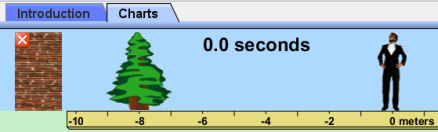 Introduction Charts
0.0 seconds
-10 -8 -6 -4 -2 0 meters